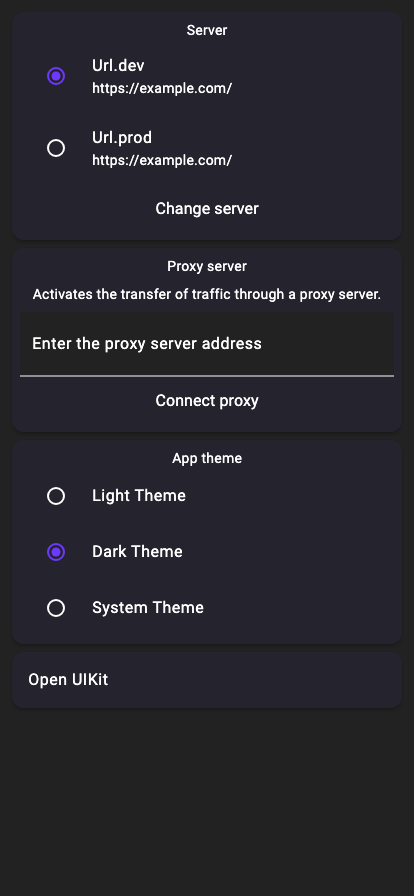 Server
Url.dev
https://example.com/
Url.prod
https://example.com/
Change server
Proxy server
Activates the transfer of traffic through a proxy server.
Enter the proxy server address
Connect proxy
App theme
Light Theme
Dark Theme
System Theme
Open UIKit